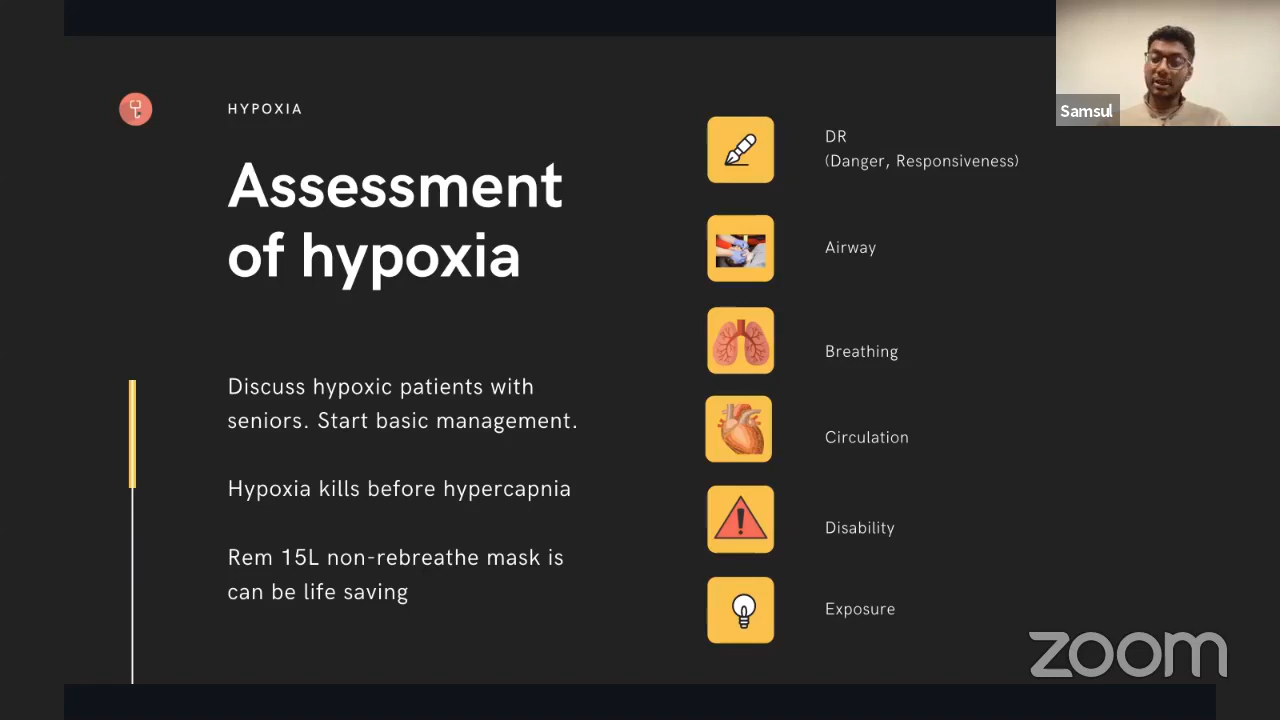 HYPOXIA
Assessment
of hypoxia
Discuss hypoxic patients with
seniors. Start basic management.
Hypoxia kills before hypercapnia
Rem 15L non-rebreathe mask is
can be life saving
DR
(Danger, Responsiveness)
Airway
Breathing
Circulation
Disability
Exposure
Samsul
zoom